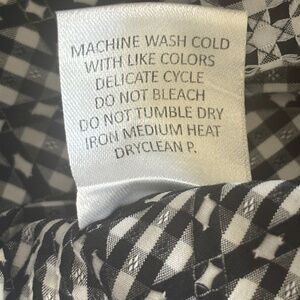 MACHINE WASH COLD
WITH LIKE COLORS
DELICATE CYCLE
DO NOT BLEACH
DO NOT TUMBLE DRY
IRON MEDIUM HEAT
DRYCLEAN P.